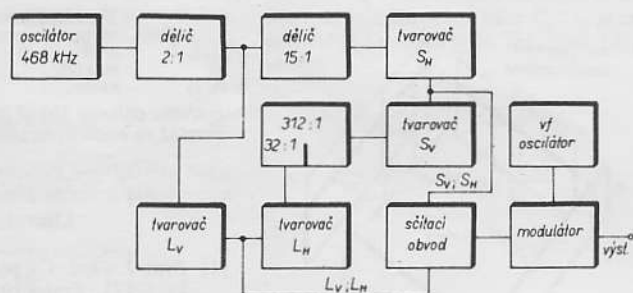 oscilátor
468 kHz
dělič
2:1
dělič
15:1
tvarovač
S_H
312:1
32:1
tvarovač
S_V
vf
oscilátor
S_V; S_H
tvarovač
L_V
tvarovač
L_H
sčítací
obvod
modulátor
výst.
L_V; L_H